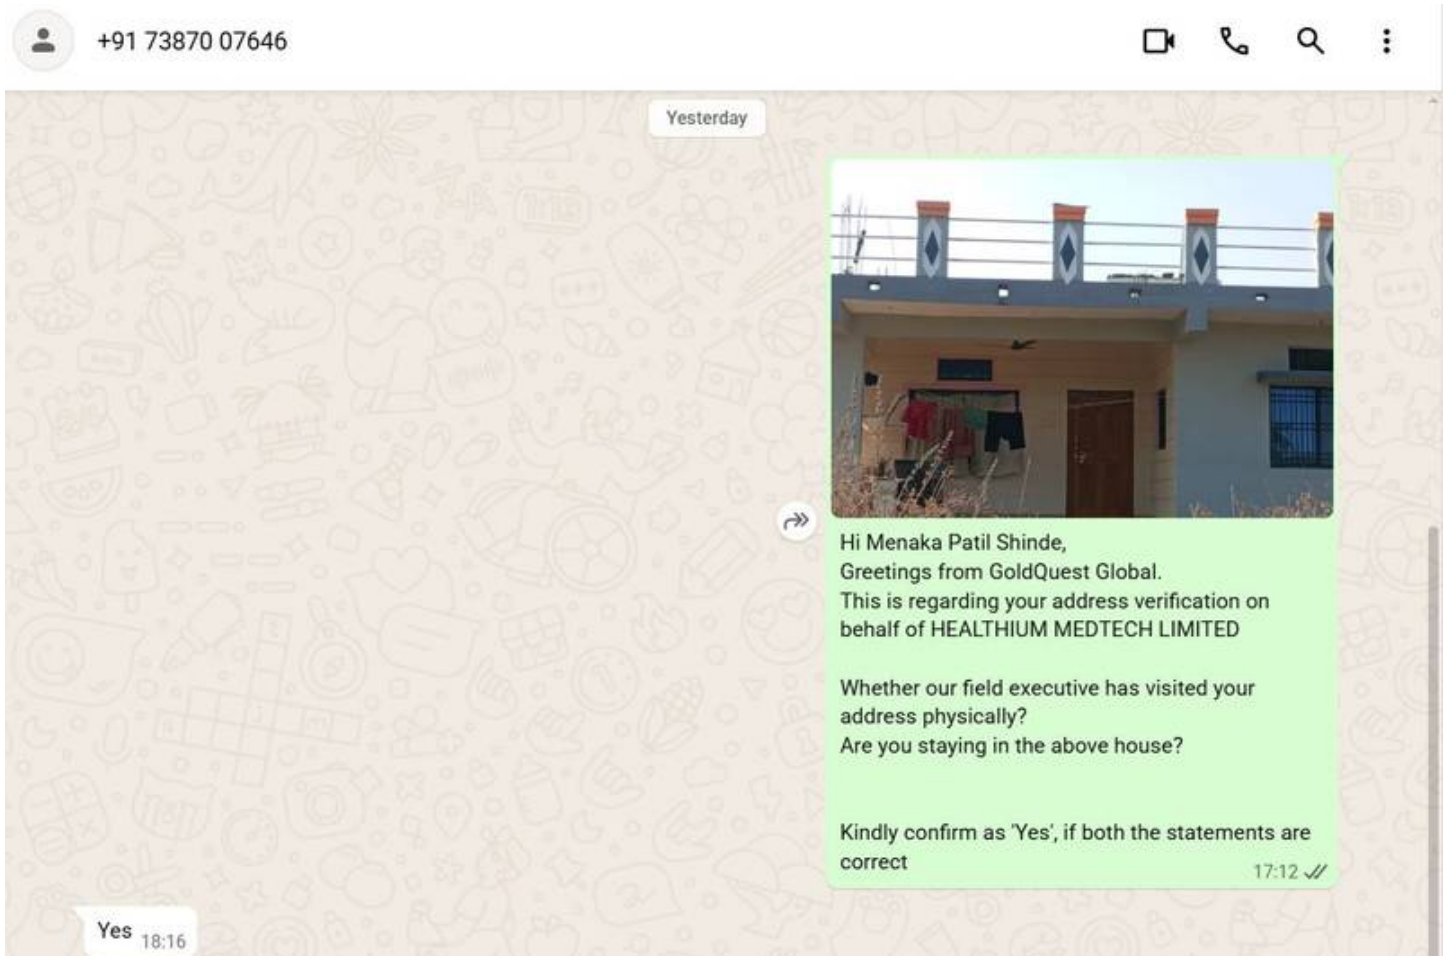 +91 73870 07646
Yesterday
Hi Menaka Patil Shinde,
Greetings from GoldQuest Global.
This is regarding your address verification on
behalf of HEALTHIUM MEDTECH LIMITED
Whether our field executive has visited your
address physically?
Are you staying in the above house?
Kindly confirm as 'Yes', if both the statements are
correct
17:12
Yes
18:16